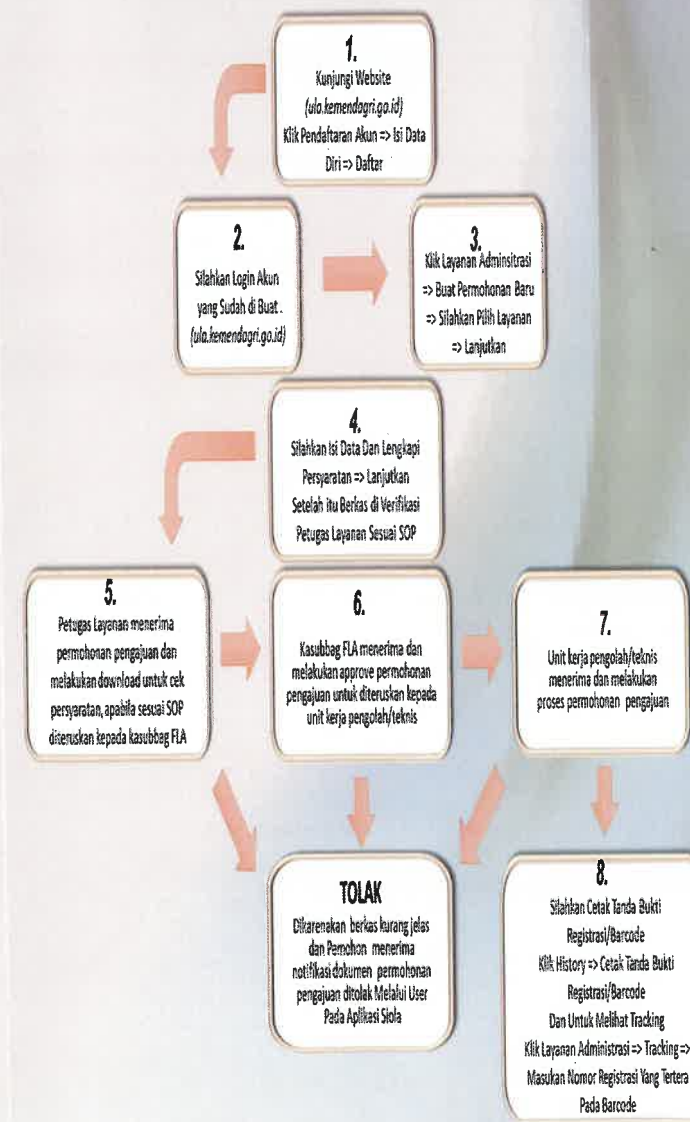 1.
Kunjungi Website
(ula.kemendagri.go.id)
Klik Pendaftaran Akun => Isi Data
Diri => Daftar
2.
Silahkan Login Akun
yang Sudah di Buat .
(ula.kemendagri.go.id)
3.
Klik Layanan Adminsitrasi
=> Buat Permohonan Baru
=> Silahkan Pilih Layanan
=> Lanjutkan
4.
Silahkan Isi Data Dan Lengkapi
Persyaratan => Lanjutkan
Setelah itu Berkas di Verifikasi
Petugas Layanan Sesuai SOP
5.
Petugas Layanan menerima
permohonan pengajuan dan
melakukan download untuk cek
persyaratan, apabila sesuai SOP
diteruskan kepada kasubbag FLA
6.
Kasubbag FLA menerima dan
melakukan approve permohonan
pengajuan untuk diteruskan kepada
unit kerja pengolah/teknis
7.
Unit kerja pengolah/teknis
menerima dan melakukan
proses permohonan pengajuan
TOLAK
Dikarenakan berkas kurang jelas
dan Pemohon menerima
notifikasi dokumen permohonan
pengajuan ditolak Melalui User
Pada Aplikasi Siola
8.
Silahkan Cetak Tanda Bukti
Registrasi/Barcode
Klik History => Cetak Tanda Bukti
Registrasi/Barcode
Dan Untuk Melihat Tracking
Klik Layanan Administrasi => Tracking =>
Masukan Nomor Registrasi Yang Tertera
Pada Barcode